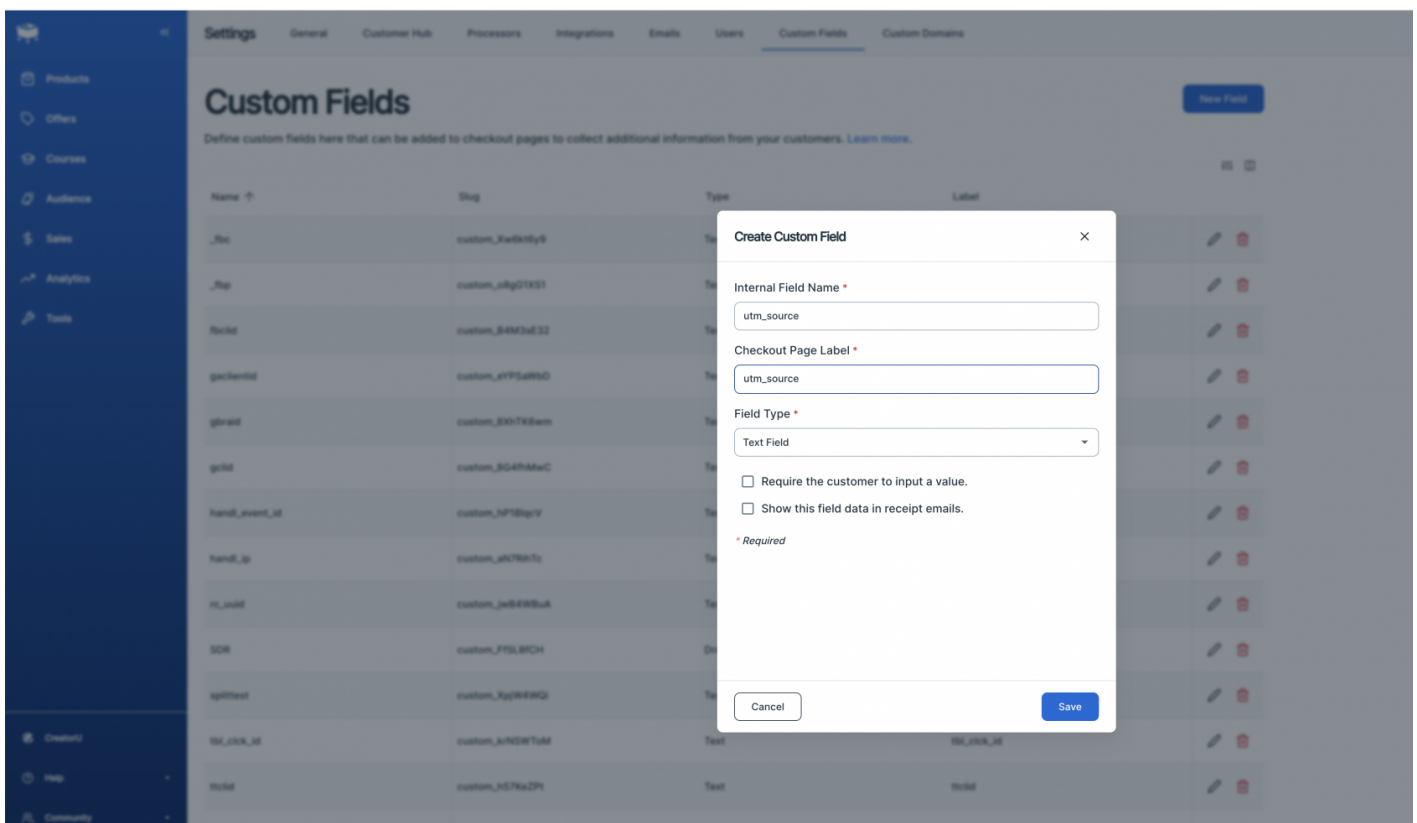 Settings
General
Customer Hub
Processors
Integrations
Emails
Users
Custom Fields
Custom Domains
Products
Offers
Courses
Audience
Sales
Analytics
Tools
CreatorU
Help
Community
Custom Fields
New Field
Define custom fields here that can be added to checkout pages to collect additional information from your customers. Learn more.
Name Slug Type Label
_fbc
_fbp
fbclid
gaclientid
gbraid
gclid
handl_event_id
handl_ip
rc_uuid
SDR
splittest
tbl_clck_id Text tbl_clck_id
ttclid Text ttclid
Create Custom Field
Internal Field Name *
utm_source
Checkout Page Label *
utm_source
Field Type *
Text Field
Require the customer to input a value.
Show this field data in receipt emails.
* Required
Cancel Save